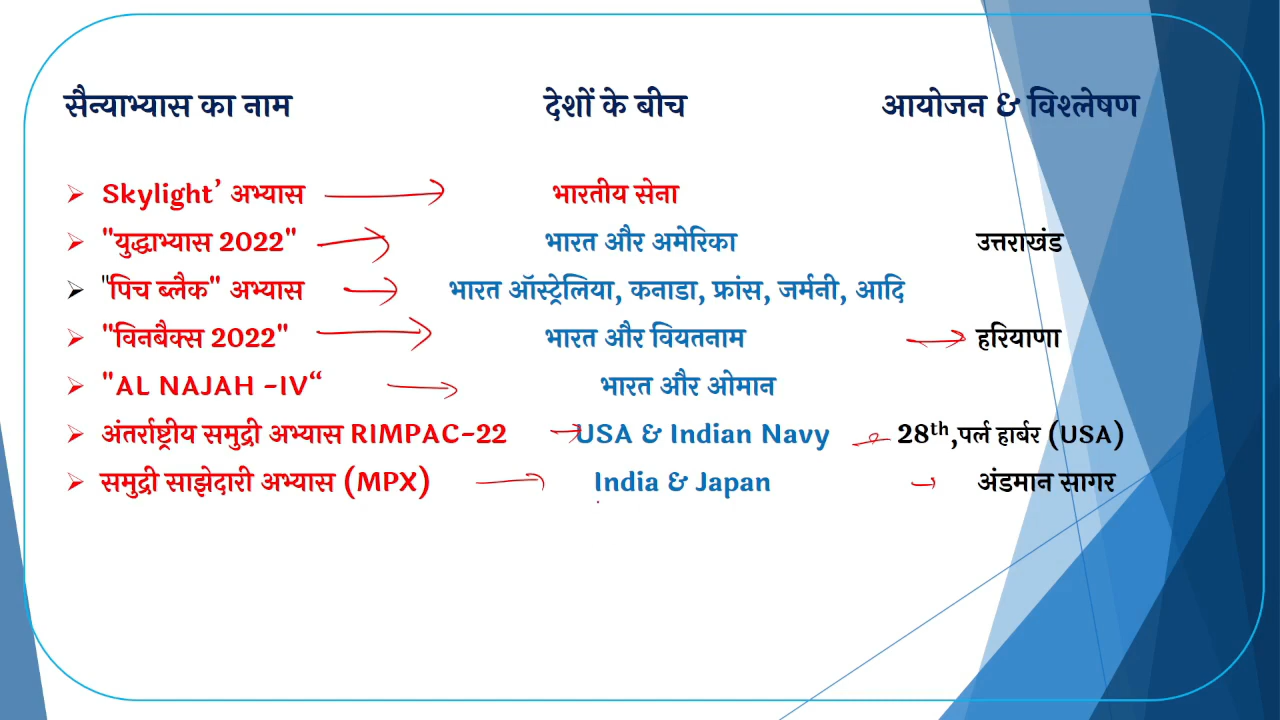 सैन्याभ्यास का नाम देशों के बीच आयोजन & विश्लेषण
Skylight’ अभ्यास भारतीय सेना
"युद्धाभ्यास 2022" भारत और अमेरिका उत्तराखंड
"पिच ब्लैक" अभ्यास भारत ऑस्ट्रेलिया, कनाडा, फ्रांस, जर्मनी, आदि
"विनबैक्स 2022" भारत और वियतनाम हरियाणा
"AL NAJAH -IV“ भारत और ओमान
अंतर्राष्ट्रीय समुद्री अभ्यास RIMPAC-22 USA & Indian Navy 28th,पर्ल हार्बर (USA)
समुद्री साझेदारी अभ्यास (MPX) India & Japan अंडमान सागर